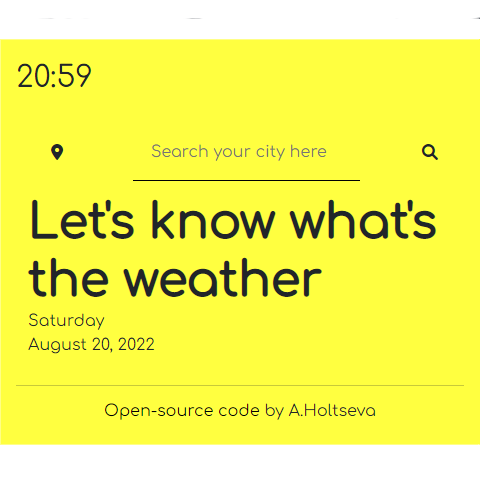 20:59
Search your city here
Let's know what's
the weather
Saturday
August 20, 2022
Open-source code by A.Holtseva